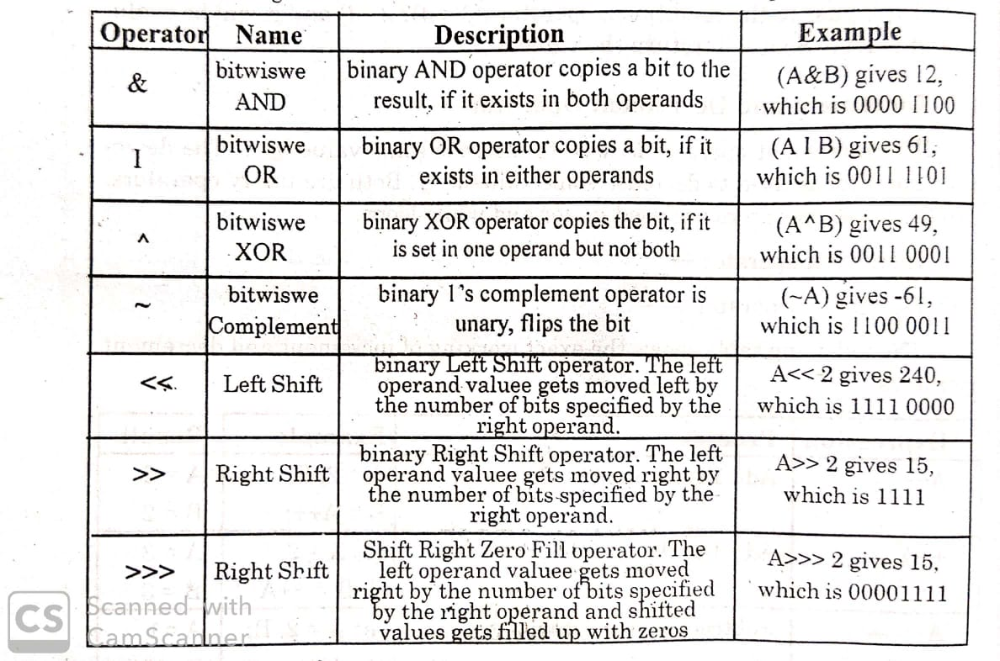 Operator Name Description Example
& bitwiswe AND binary AND operator copies a bit to the result, if it exists in both operands (A&B) gives 12, which is 0000 1100
I bitwiswe OR binary OR operator copies a bit, if it exists in either operands (A I B) gives 61, which is 0011 1101
^ bitwiswe XOR binary XOR operator copies the bit, if it is set in one operand but not both (A^B) gives 49, which is 0011 0001
~ bitwiswe Complement binary 1's complement operator is unary, flips the bit (~A) gives -61, which is 1100 0011
<< Left Shift binary Left Shift operator. The left operand valuee gets moved left by the number of bits specified by the right operand. A<< 2 gives 240, which is 1111 0000
>> Right Shift binary Right Shift operator. The left operand valuee gets moved right by the number of bits specified by the right operand. A>> 2 gives 15, which is 1111
>>> Right Shift Shift Right Zero Fill operator. The left operand valuee gets moved right by the number of bits specified by the right operand and shifted values gets filled up with zeros A>>> 2 gives 15, which is 00001111
CS Scanned with
CamScanner